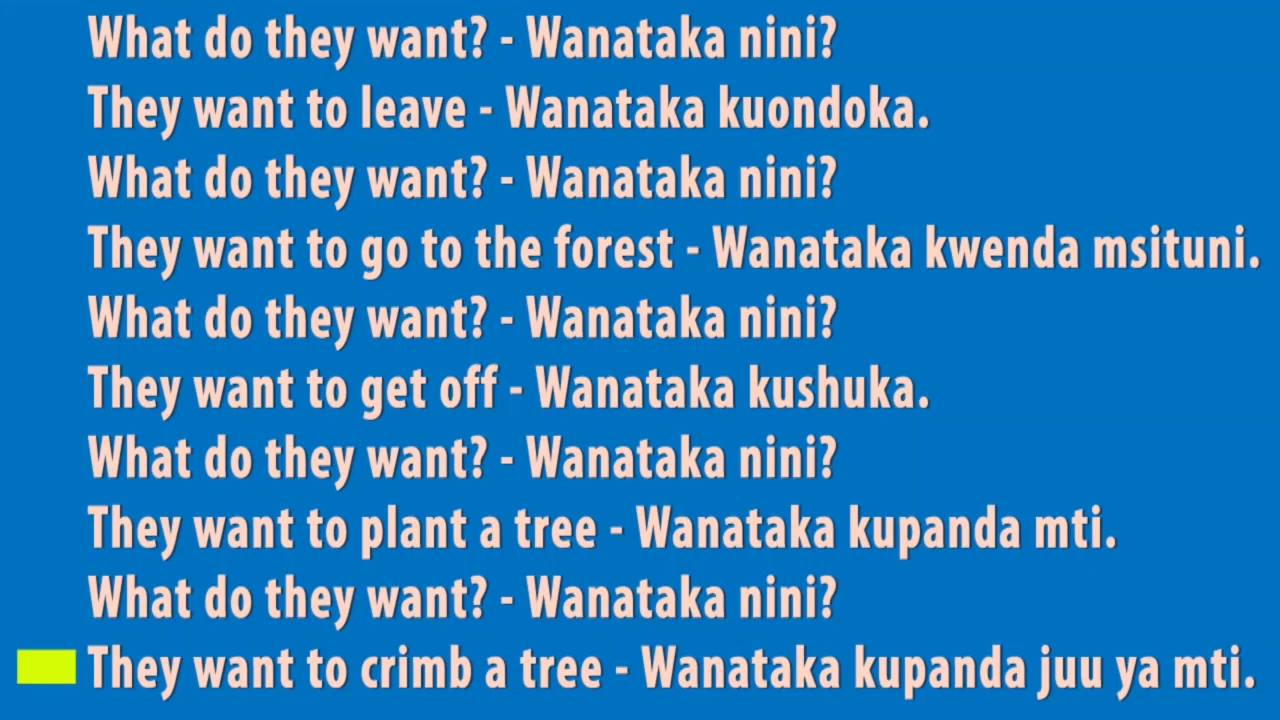 What do they want? - Wanataka nini?
They want to leave - Wanataka kuondoka.
What do they want? - Wanataka nini?
They want to go to the forest - Wanataka kwenda msituni.
What do they want? - Wanataka nini?
They want to get off - Wanataka kushuka.
What do they want? - Wanataka nini?
They want to plant a tree - Wanataka kupanda mti.
What do they want? - Wanataka nini?
They want to crimb a tree - Wanataka kupanda juu ya mti.